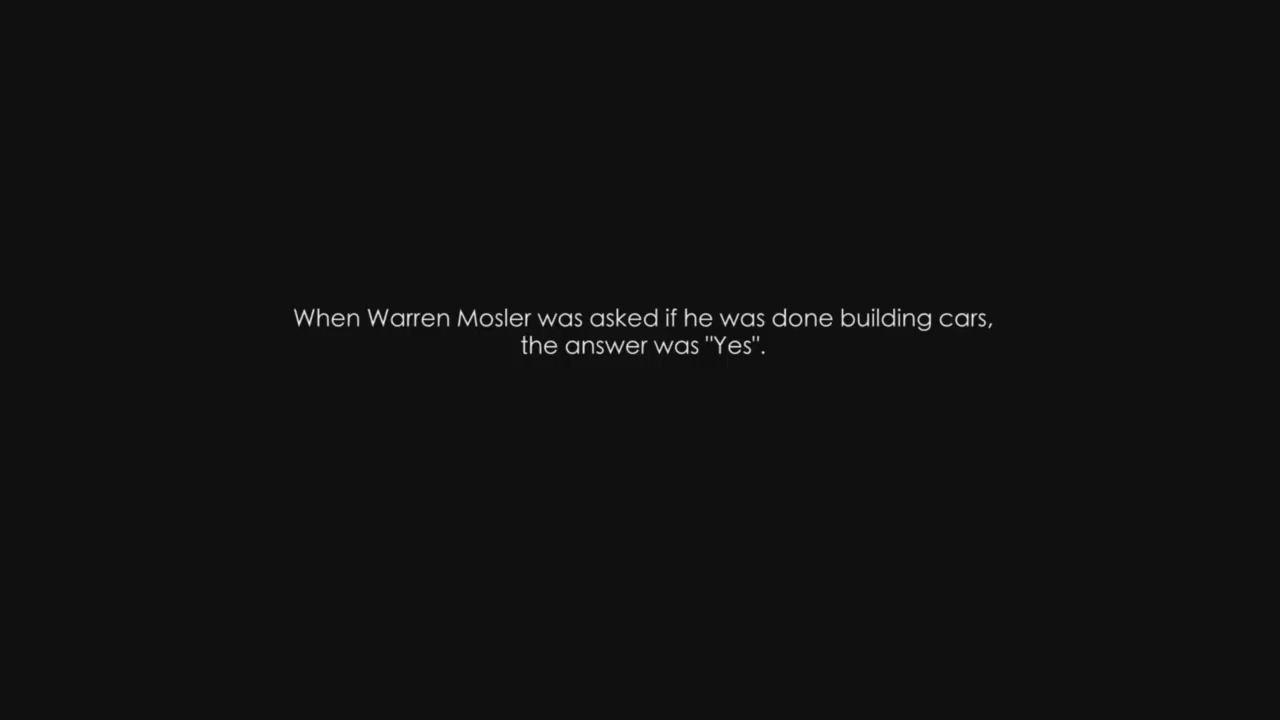 When Warren Mosler was asked if he was done building cars,
the answer was "Yes".